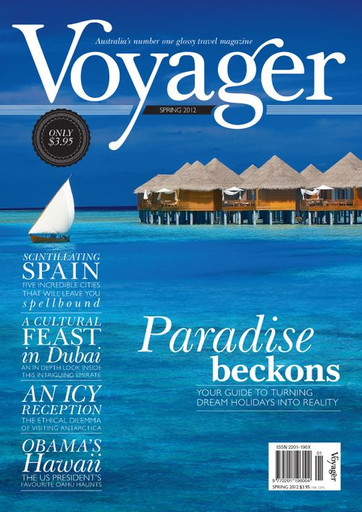 Australia's number one glossy travel magazine
Voyager
SPRING 2012
ONLY
$3.95
SCINTILLATING
SPAIN
FIVE INCREDIBLE CITIES
THAT WILL LEAVE YOU
spellbound
A CULTURAL
FEAST
in Dubai
AN IN DEPTH LOOK INSIDE
THIS INTRIGUING EMIRATE
AN ICY
RECEPTION
THE ETHICAL DILEMMA
OF VISITING ANTARCTICA
OBAMA'S
Hawaii
THE US PRESIDENT'S
FAVOURITE OAHU HAUNTS
Paradise
beckons
YOUR GUIDE TO TURNING
DREAM HOLIDAYS INTO REALITY
ISSN 2201-196X
Voyager
SPRING 2012 $3.95